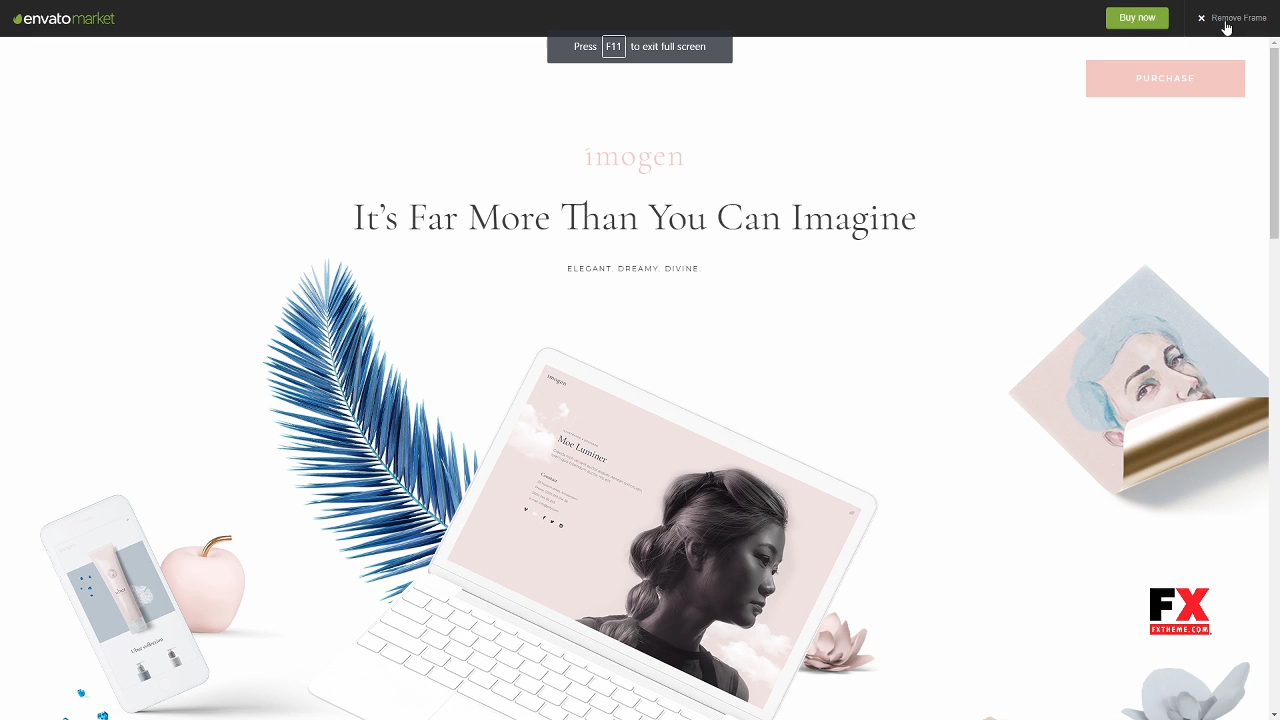 envato market
Buy now
Remove Frame
Press F11 to exit full screen
PURCHASE
imogen
It's Far More Than You Can Imagine
ELEGANT. DREAMY. DIVINE.
imogen
Moe Luminer
Contact
FX
FXTHEME.COM